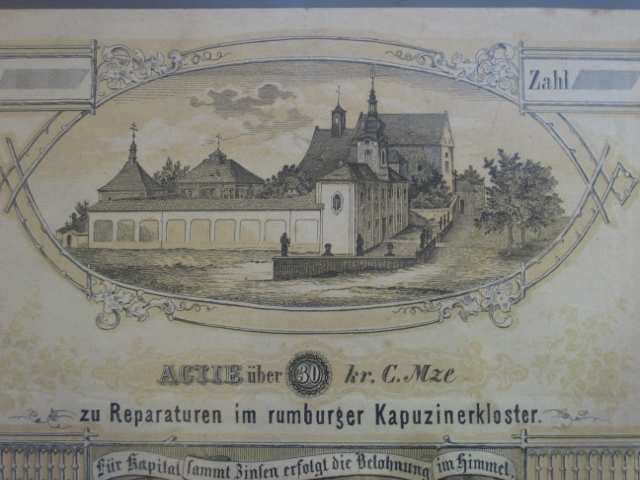 Zahl
ACTIE über 30 kr. C. Mze
zu Reparaturen im rumburger Kapuzinerkloster.
Für Kapital sammt Zinsen erfolgt die Belohnung im Himmel.